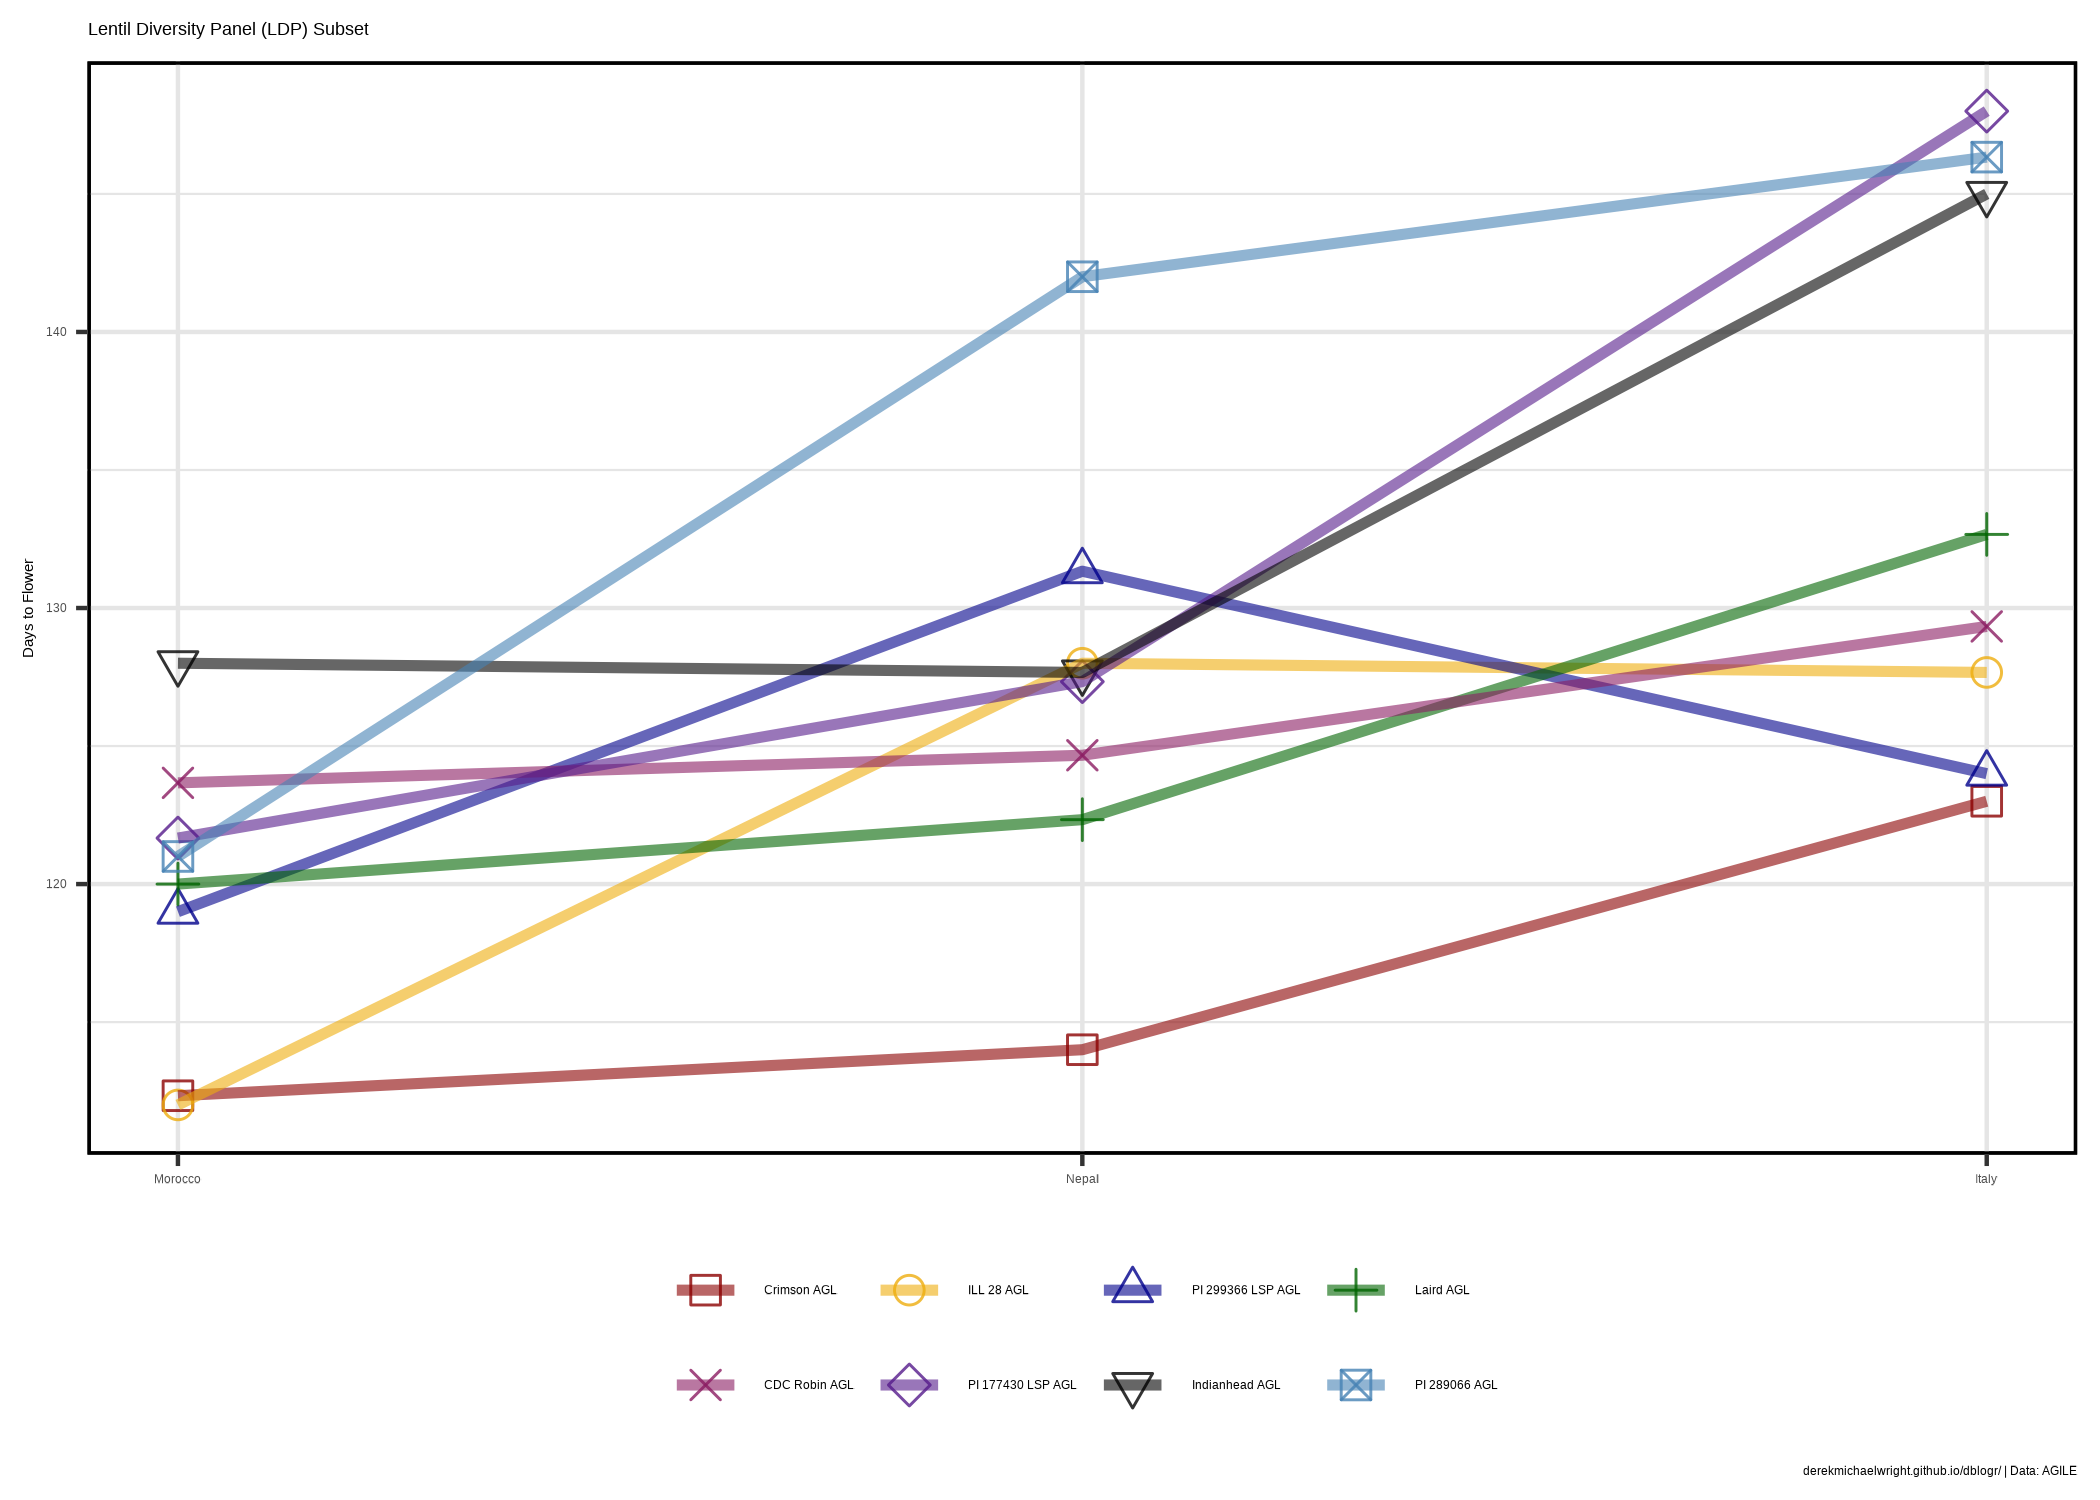 Lentil Diversity Panel (LDP) Subset
Days to Flower
140
130
120
Morocco
Nepal
Italy
Crimson AGL
ILL 28 AGL
PI 299366 LSP AGL
Laird AGL
CDC Robin AGL
PI 177430 LSP AGL
Indianhead AGL
PI 289066 AGL
derekmichaelwright.github.io/dblogr/ | Data: AGILE